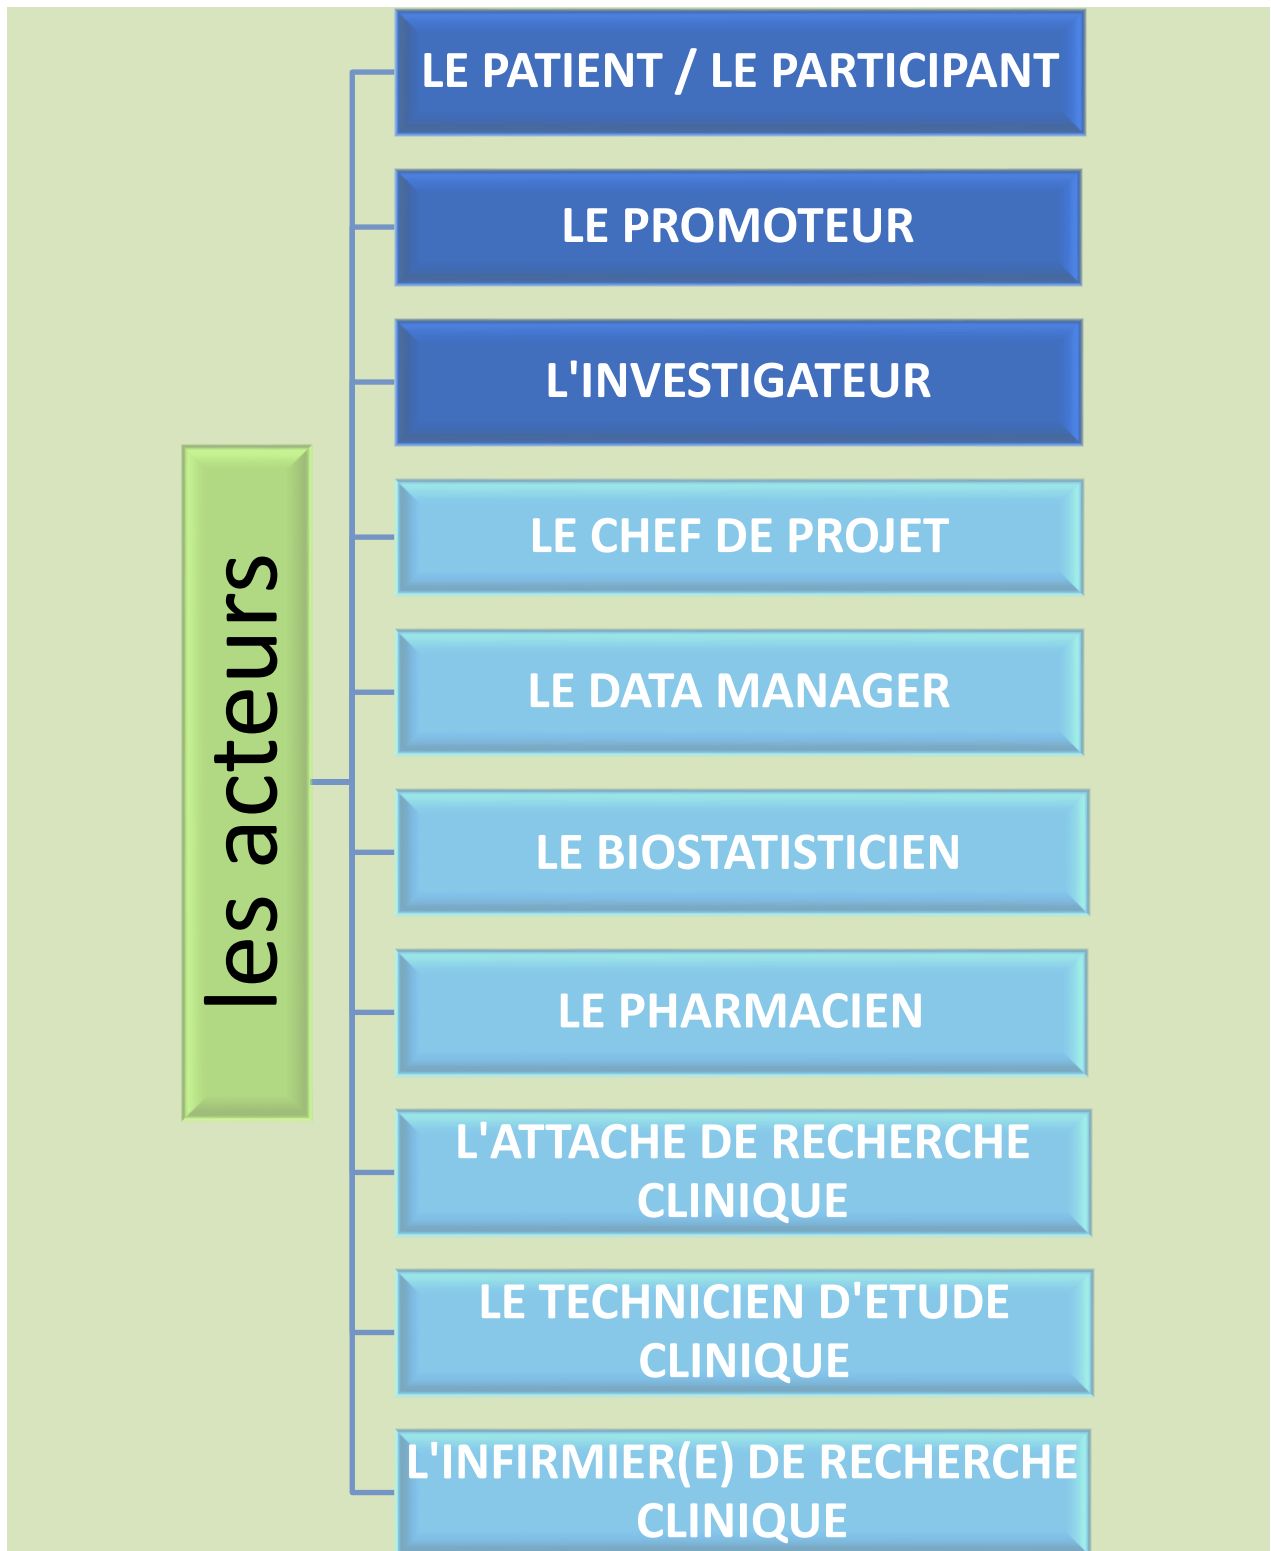 LE PATIENT / LE PARTICIPANT
LE PROMOTEUR
L'INVESTIGATEUR
LE CHEF DE PROJET
LE DATA MANAGER
LE BIOSTATISTICIEN
LE PHARMACIEN
L'ATTACHE DE RECHERCHE
CLINIQUE
LE TECHNICIEN D'ETUDE
CLINIQUE
L'INFIRMIER(E) DE RECHERCHE
CLINIQUE
les acteurs